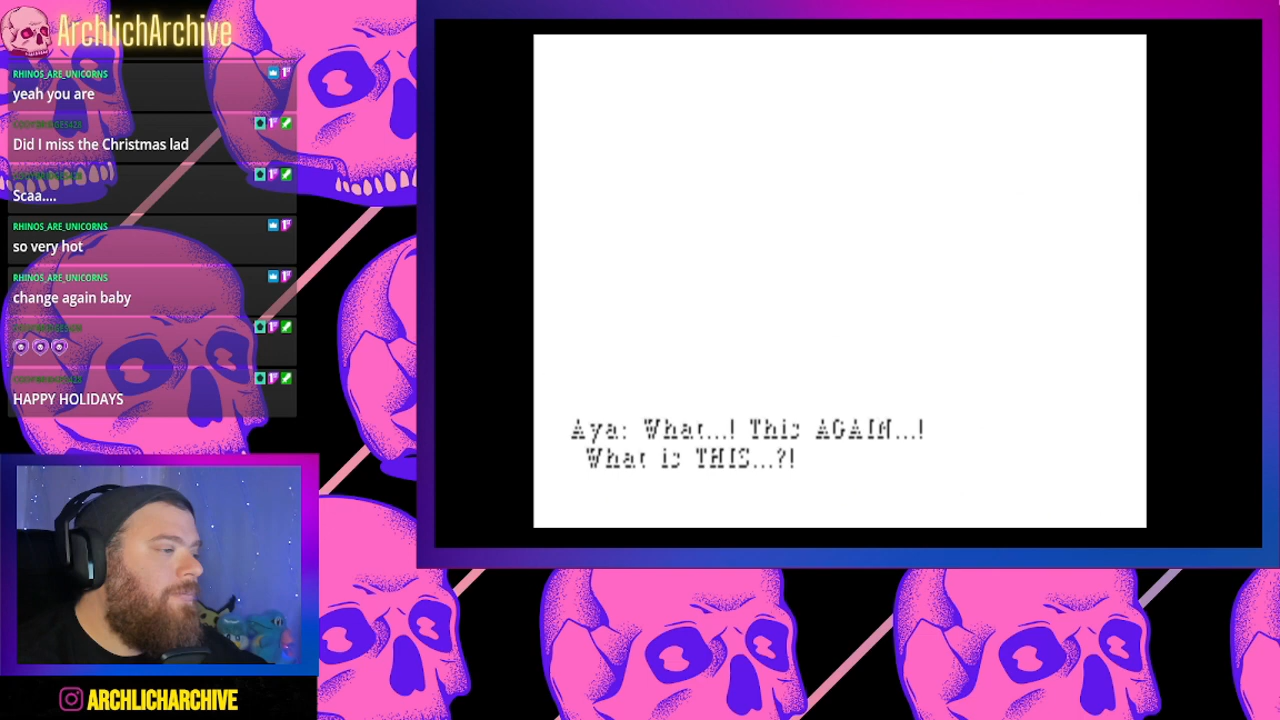 ArchlichArchive
RHINOS_ARE_UNICORNS
yeah you are
Did I miss the Christmas lad
Scaa....
RHINOS_ARE_UNICORNS
so very hot
RHINOS_ARE_UNICORNS
change again baby
HAPPY HOLIDAYS
Aya: What...! This AGAIN...!
What is THIS...?!
ARCHLICHARCHIVE